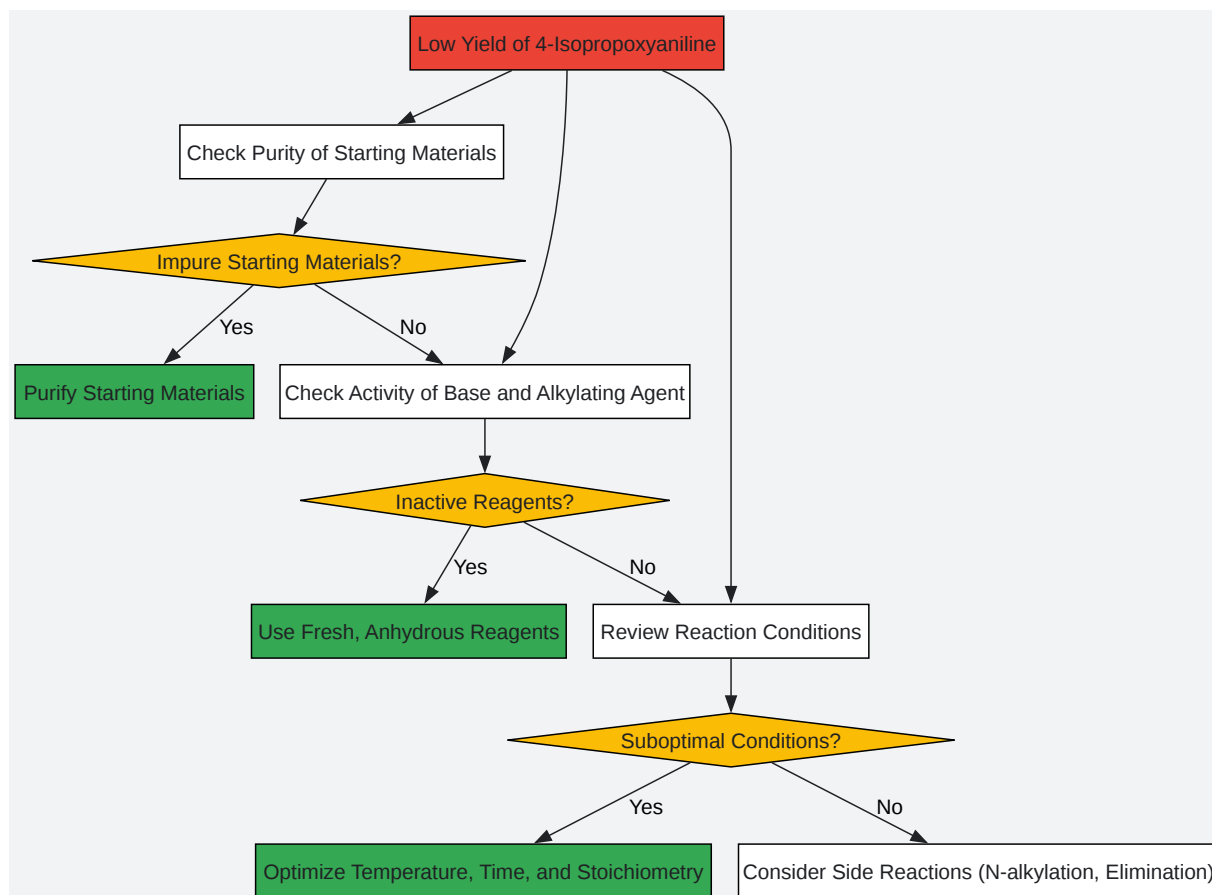 Low Yield of 4-Isopropoxyaniline
Check Purity of Starting Materials
Impure Starting Materials?
Yes
No
Purify Starting Materials
Check Activity of Base and Alkylating Agent
Inactive Reagents?
Yes
No
Use Fresh, Anhydrous Reagents
Review Reaction Conditions
Suboptimal Conditions?
Yes
No
Optimize Temperature, Time, and Stoichiometry
Consider Side Reactions (N-alkylation, Elimination)